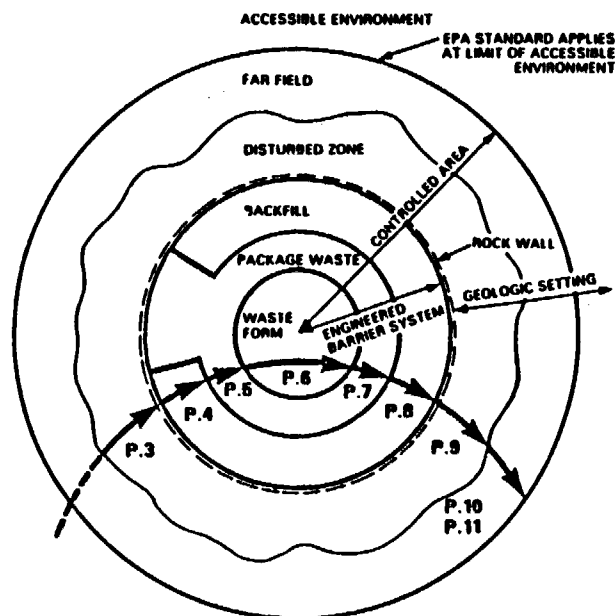 ACCESSIBLE ENVIRONMENT
EPA STANDARD APPLIES
AT LIMIT OF ACCESSIBLE
ENVIRONMENT
FAR FIELD
DISTURBED ZONE
CONTROLLED AREA
BACKFILL
ROCK WALL
PACKAGE WASTE
GEOLOGIC SETTING
WASTE
FORM
ENGINEERED
BARRIER SYSTEM
P.3
P.4
P.5
P.6
P.7
P.8
P.9
P.10
P.11